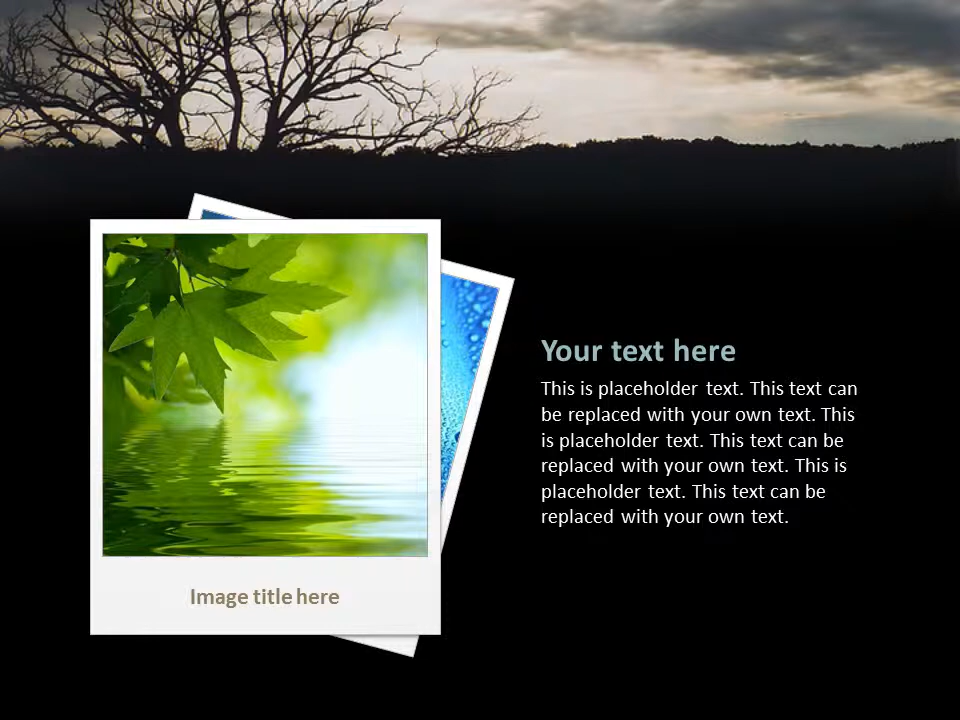 Your text here
This is placeholder text. This text can
be replaced with your own text. This
is placeholder text. This text can be
replaced with your own text. This is
placeholder text. This text can be
replaced with your own text.
Image title here